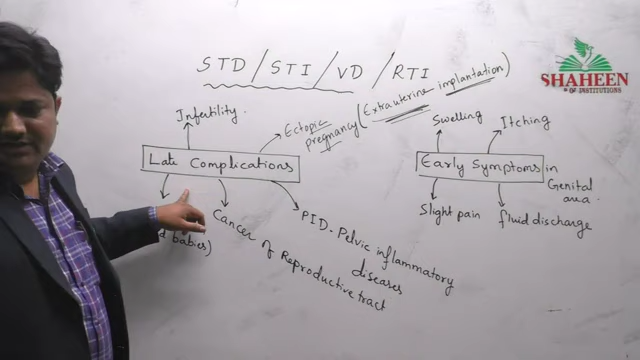 STD / STI / VD / RTI
SHAHEEN
GROUP OF INSTITUTIONS
Infertility
Ectopic pregnancy (Extrauterine implantation)
Late Complications
babies)
Cancer of Reproductive tract
PID. Pelvic inflammatory
diseases
Swelling
Itching
Early Symptoms in
Genital
area.
Slight pain
fluid discharge